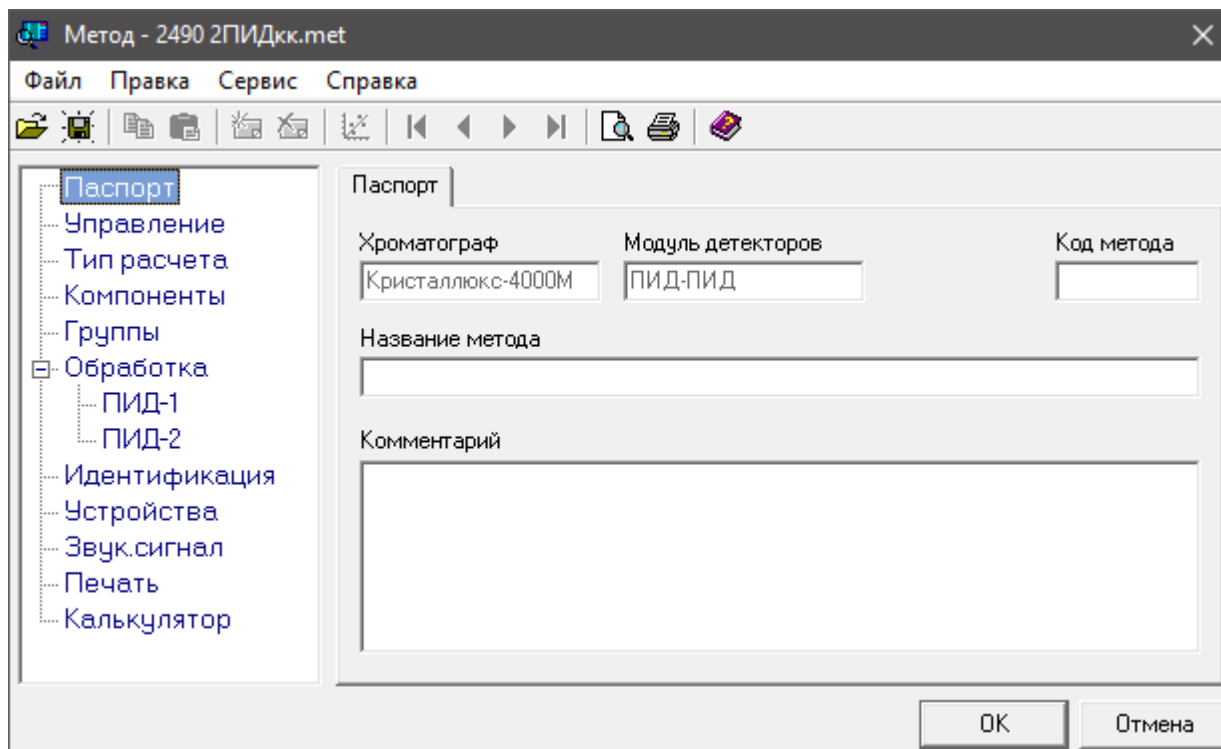 Метод - 2490 2ПИДкк.met
Файл Правка Сервис Справка
Паспорт
Управление
Тип расчета
Компоненты
Группы
Обработка
ПИД-1
ПИД-2
Идентификация
Устройства
Звук.сигнал
Печать
Калькулятор
Паспорт
Хроматограф Модуль детекторов Код метода
Кристаллюкс-4000М ПИД-ПИД
Название метода
Комментарий
OK Отмена